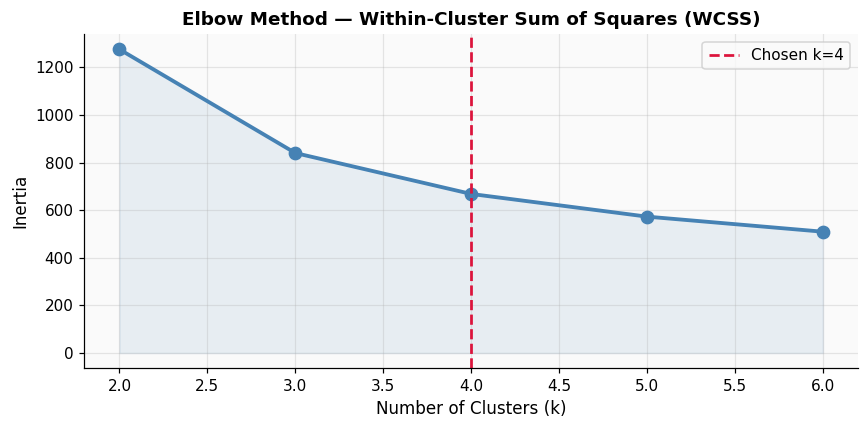 Elbow Method — Within-Cluster Sum of Squares (WCSS)
Chosen k=4
Inertia
1200
1000
800
600
400
200
0
2.0 2.5 3.0 3.5 4.0 4.5 5.0 5.5 6.0
Number of Clusters (k)